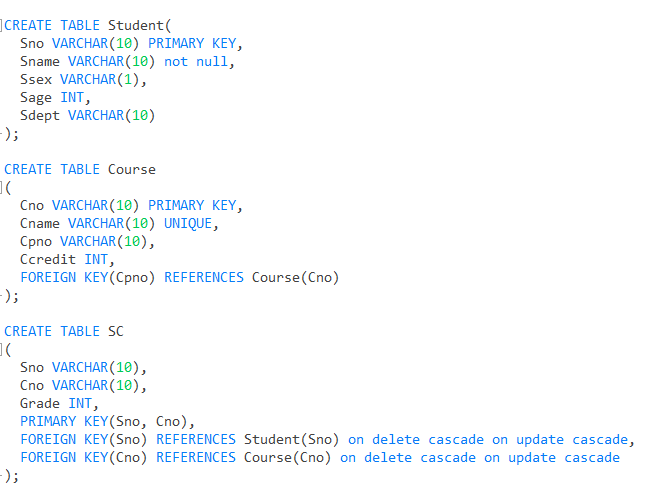 CREATE TABLE Student(
Sno VARCHAR(10) PRIMARY KEY,
Sname VARCHAR(10) not null,
Ssex VARCHAR(1),
Sage INT,
Sdept VARCHAR(10)
);
CREATE TABLE Course
(
Cno VARCHAR(10) PRIMARY KEY,
Cname VARCHAR(10) UNIQUE,
Cpno VARCHAR(10),
Ccredit INT,
FOREIGN KEY(Cpno) REFERENCES Course(Cno)
);
CREATE TABLE SC
(
Sno VARCHAR(10),
Cno VARCHAR(10),
Grade INT,
PRIMARY KEY(Sno, Cno),
FOREIGN KEY(Sno) REFERENCES Student(Sno) on delete cascade on update cascade,
FOREIGN KEY(Cno) REFERENCES Course(Cno) on delete cascade on update cascade
);